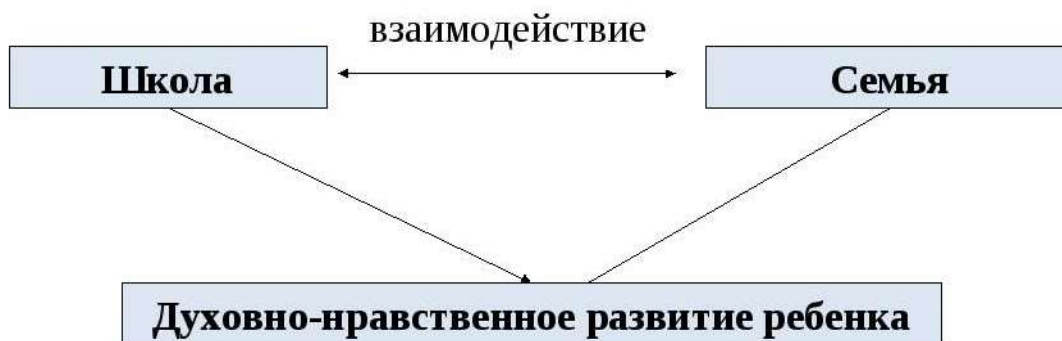 взаимодействие
Школа
Семья
Духовно-нравственное развитие ребенка